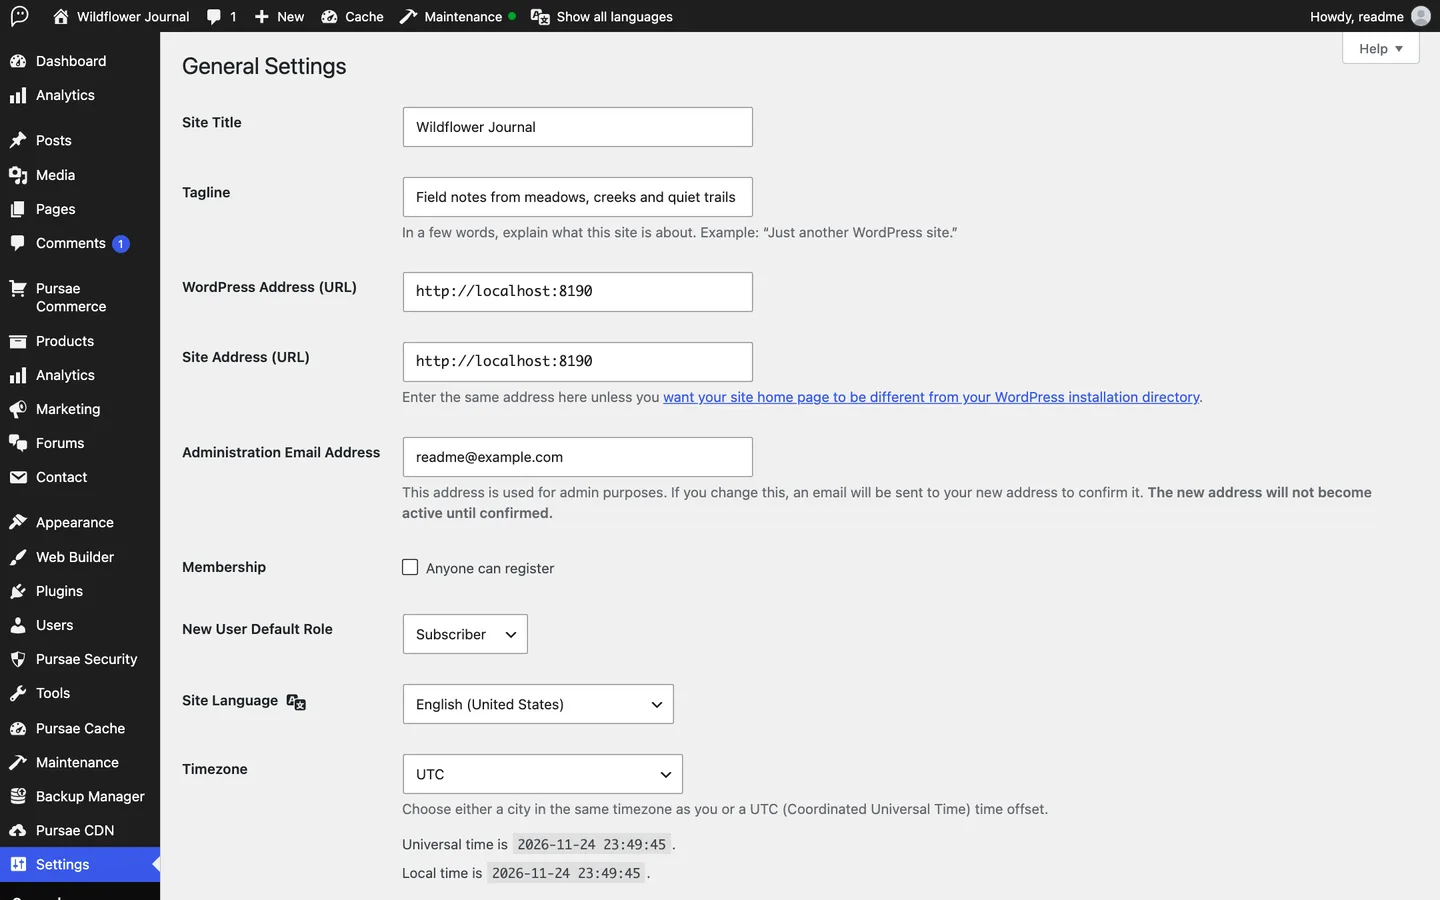 Wildflower Journal
1
New
Cache
Maintenance
Show all languages
Howdy, readme
Dashboard
Analytics
Posts
Media
Pages
Comments 1
Pursae Commerce
Products
Analytics
Marketing
Forums
Contact
Appearance
Web Builder
Plugins
Users
Pursae Security
Tools
Pursae Cache
Maintenance
Backup Manager
Pursae CDN
Settings
Help
General Settings
Site Title
Wildflower Journal
Tagline
Field notes from meadows, creeks and quiet trails
In a few words, explain what this site is about. Example: “Just another WordPress site.”
WordPress Address (URL)
http://localhost:8190
Site Address (URL)
http://localhost:8190
Enter the same address here unless you want your site home page to be different from your WordPress installation directory.
Administration Email Address
readme@example.com
This address is used for admin purposes. If you change this, an email will be sent to your new address to confirm it. The new address will not become
active until confirmed.
Membership
Anyone can register
New User Default Role
Subscriber
Site Language
English (United States)
Timezone
UTC
Choose either a city in the same timezone as you or a UTC (Coordinated Universal Time) time offset.
Universal time is 2026-11-24 23:49:45 .
Local time is 2026-11-24 23:49:45 .